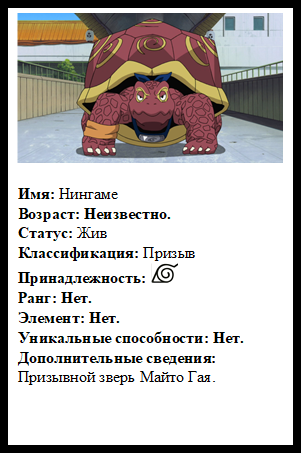 Имя: Нингаме
Возраст: Неизвестно.
Статус: Жив
Классификация: Призыв
Принадлежность:
Ранг: Нет.
Элемент: Нет.
Уникальные способности: Нет.
Дополнительные сведения:
Призывной зверь Майто Гая.